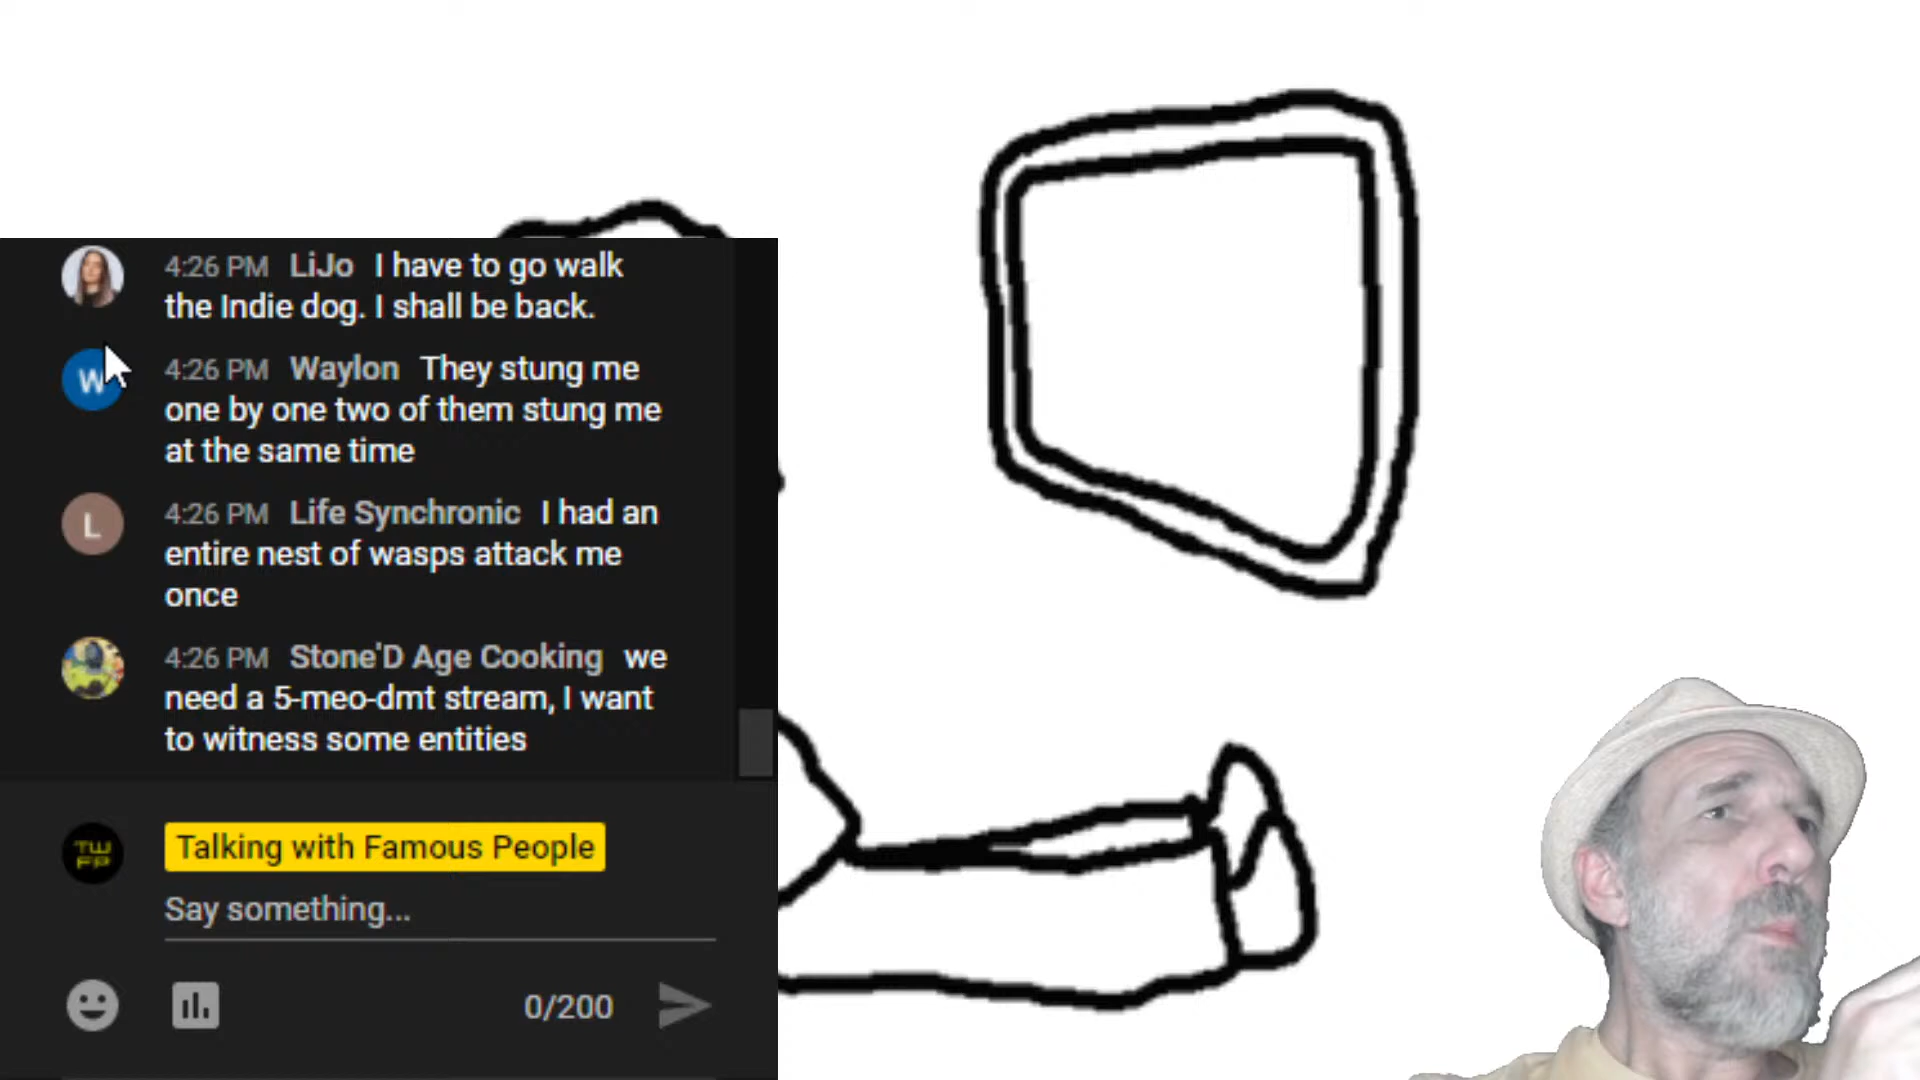 4:26 PM LiJo I have to go walk
the Indie dog. I shall be back.
W
4:26 PM Waylon They stung me
one by one two of them stung me
at the same time
L
4:26 PM Life Synchronic I had an
entire nest of wasps attack me
once
4:26 PM Stone'D Age Cooking we
need a 5-meo-dmt stream, I want
to witness some entities
TW
FP
Talking with Famous People
Say something...
0/200